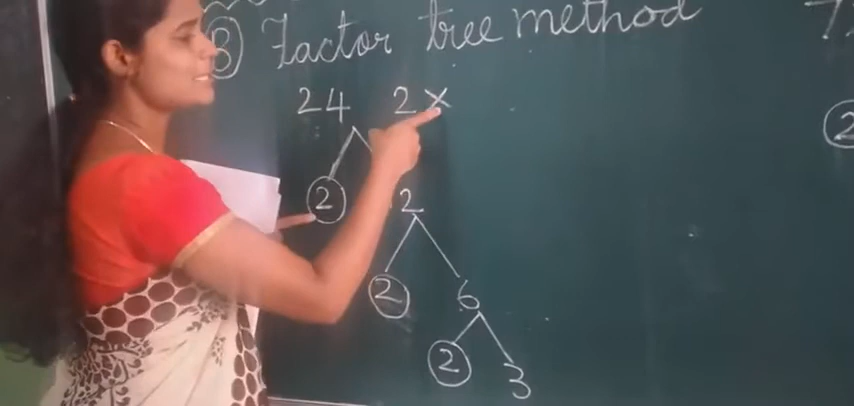 ③ Factor tree method
24 2 ×
② 2
② 6
② 3